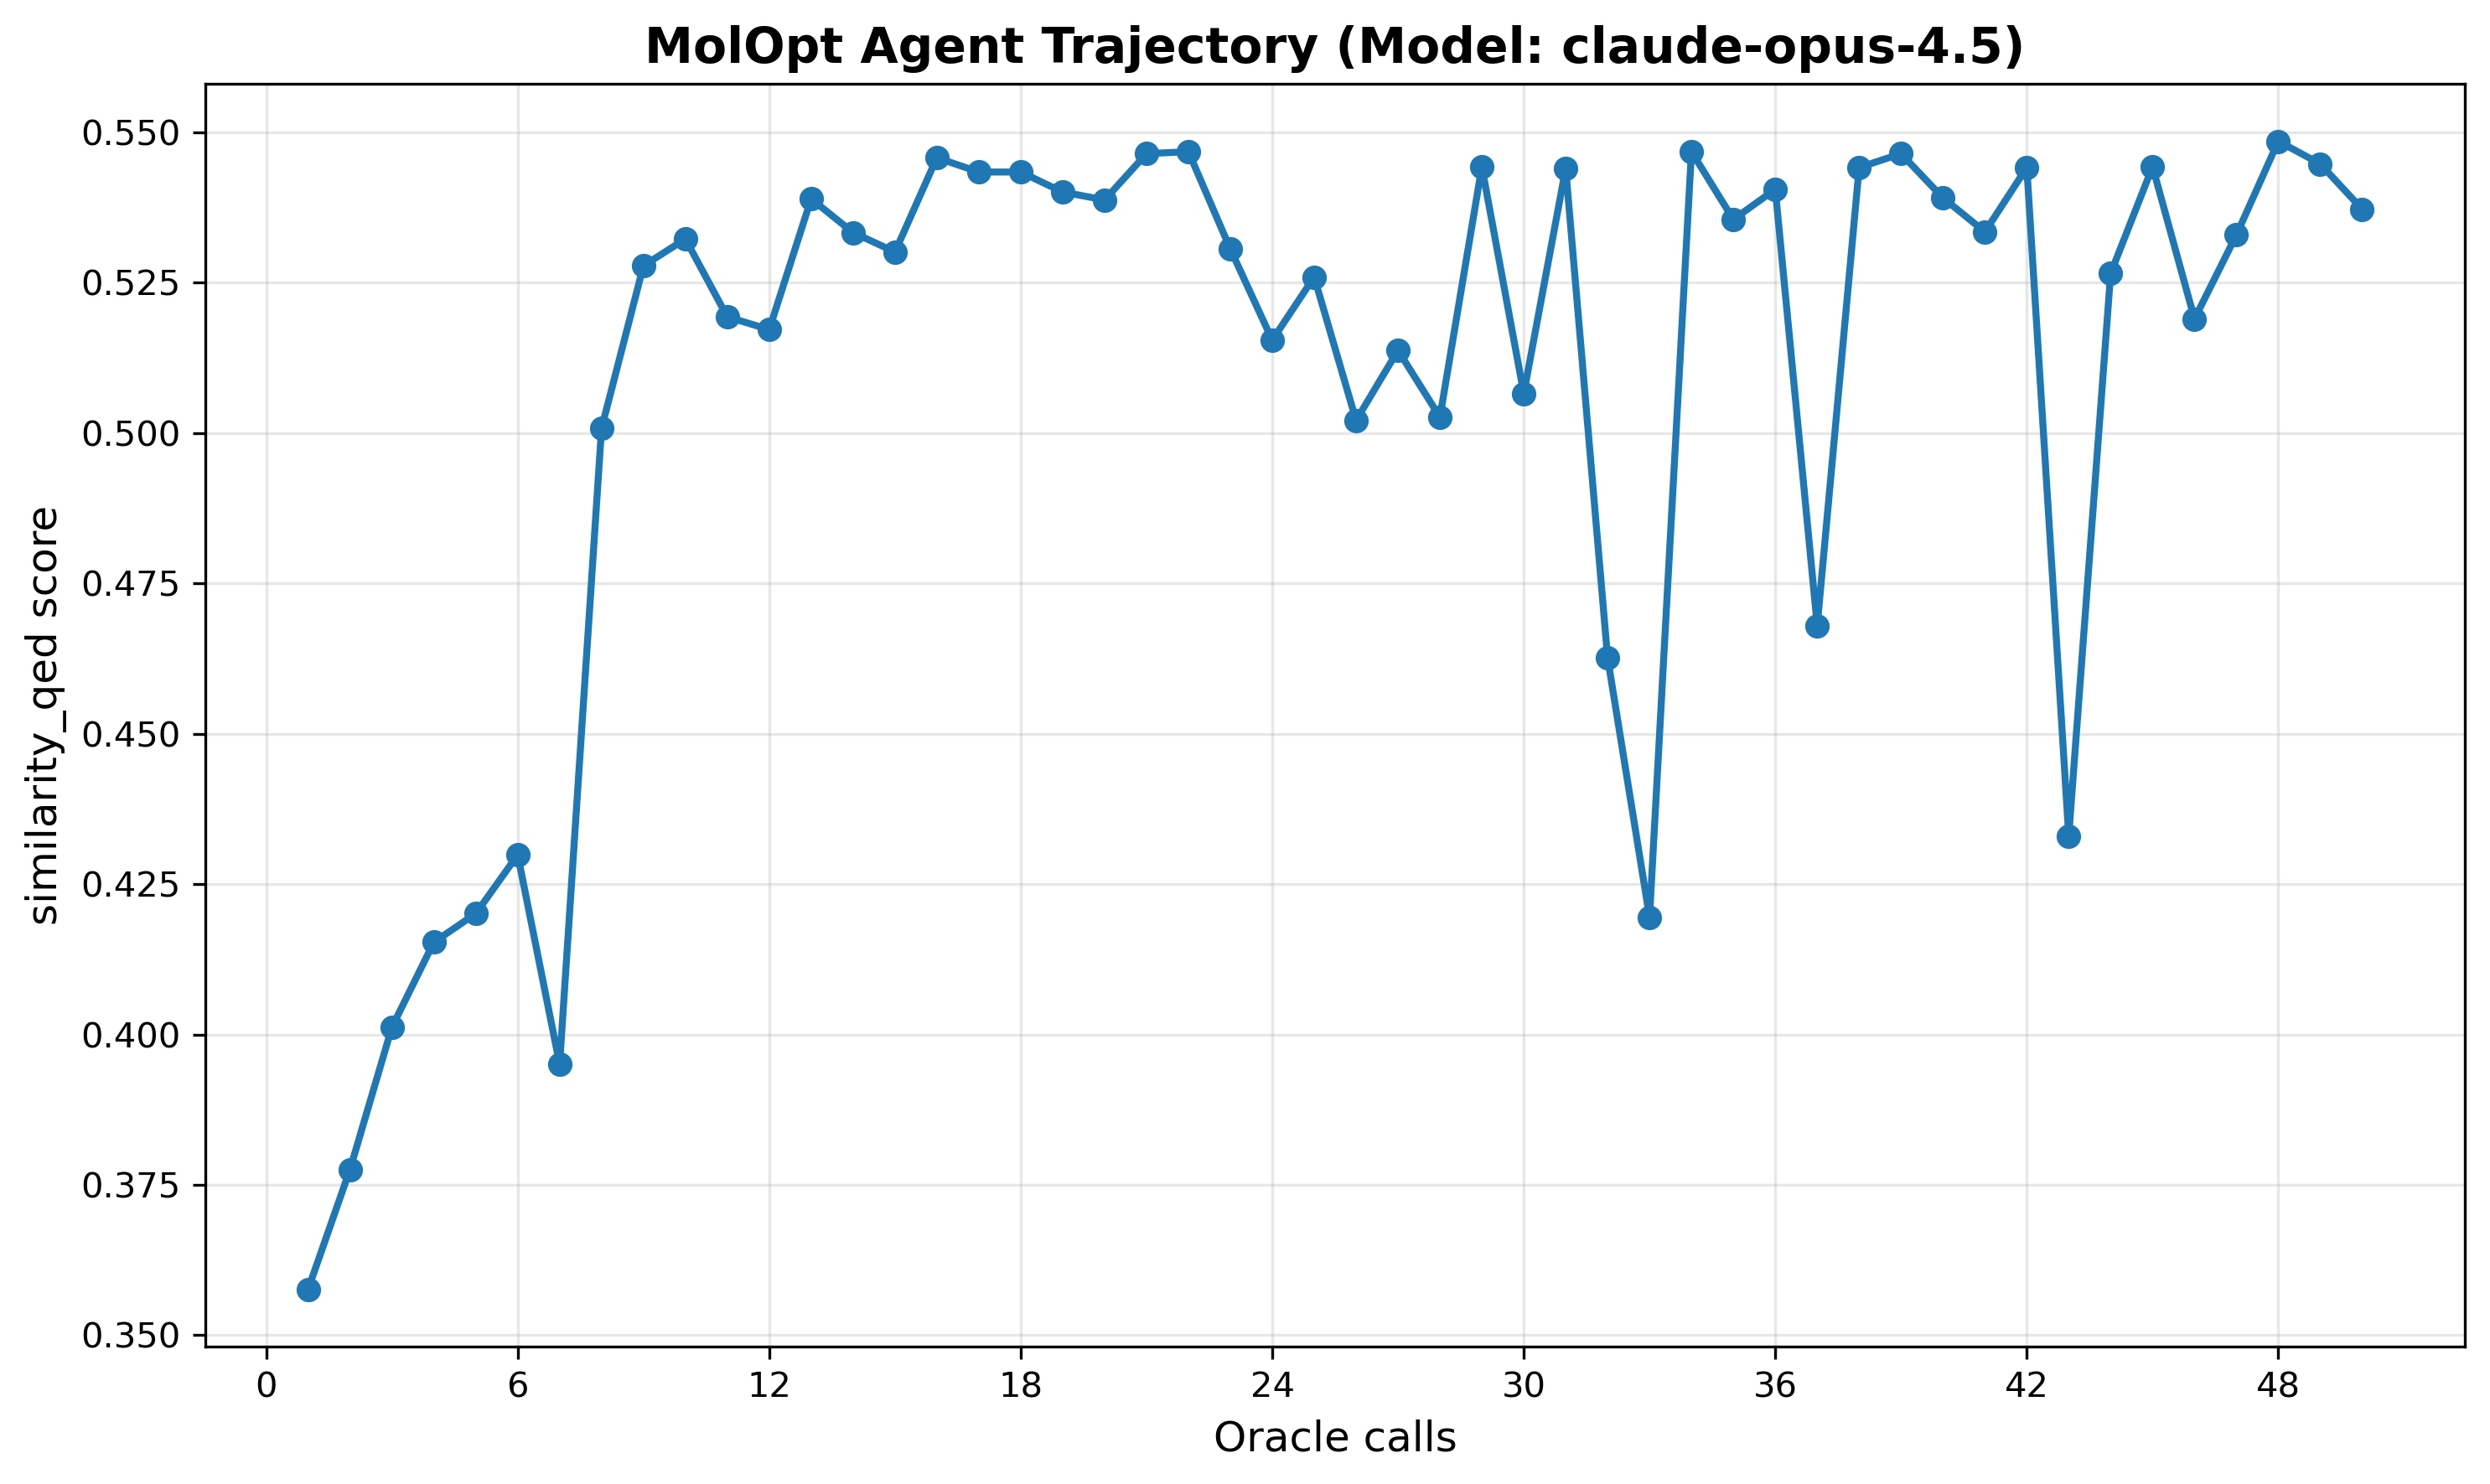 MolOpt Agent Trajectory (Model: claude-opus-4.5)
similarity_qed score
0.550
0.525
0.500
0.475
0.450
0.425
0.400
0.375
0.350
0 6 12 18 24 30 36 42 48
Oracle calls